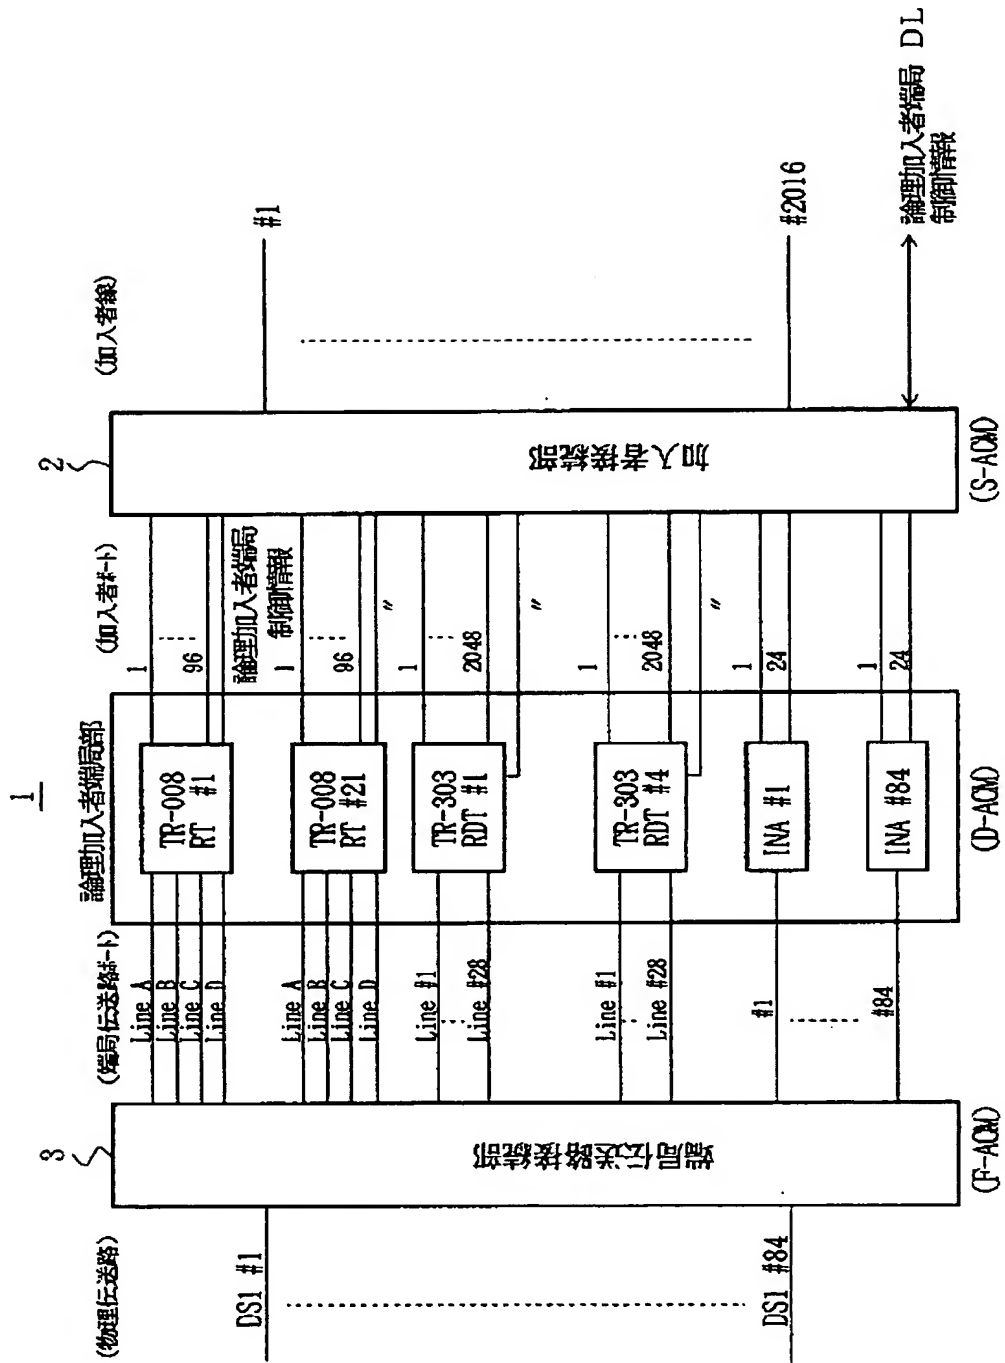 1
3
2
(物理伝送路)
(端局伝送路ポート)
論理加入者端局部
(加入者ポート)
(加入者線)
DS1 #1
DS1 #84
端局伝送路接続部
(F-ACM)
Line A
Line B
Line C
Line D
Line A
Line B
Line C
Line D
Line #1
Line #28
Line #1
Line #28
#1
#84
TR-008
RT #1
TR-008
RT #21
TR-303
RDT #1
TR-303
RDT #4
INA #1
INA #84
(D-ACM)
1
96
論理加入者端局
制御情報
1
96
〃
1
2048
〃
1
2048
〃
1
24
1
24
加入者接続部
(S-ACM)
#1
#2016
論理加入者端局 DL
制御情報